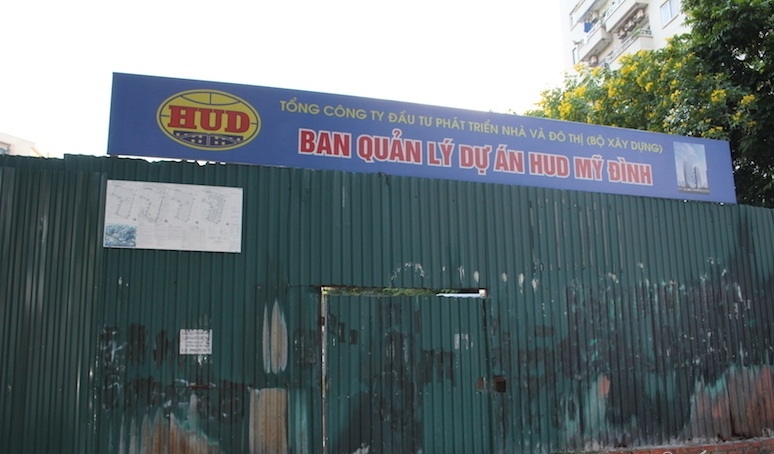 HUD
TỔNG CÔNG TY ĐẦU TƯ PHÁT TRIỂN NHÀ VÀ ĐÔ THỊ (BỘ XÂY DỰNG)
BAN QUẢN LÝ DỰ ÁN HUD MỸ ĐÌNH